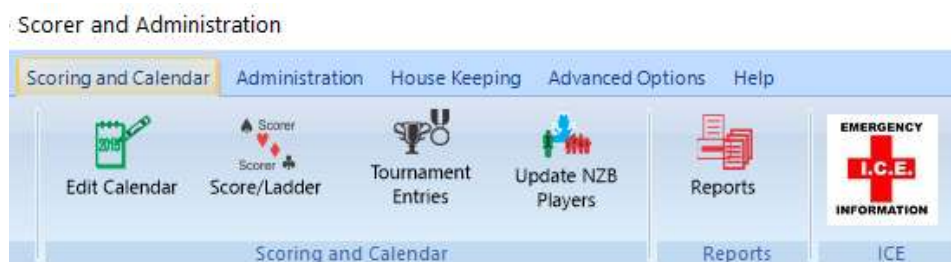 Scorer and Administration
Scoring and Calendar Administration House Keeping Advanced Options Help
2015
Edit Calendar
Scorer
Scorer
Score/Ladder
Tournament
Entries
Update NZB
Players
Reports
EMERGENCY
I.C.E.
INFORMATION
Scoring and Calendar Reports ICE